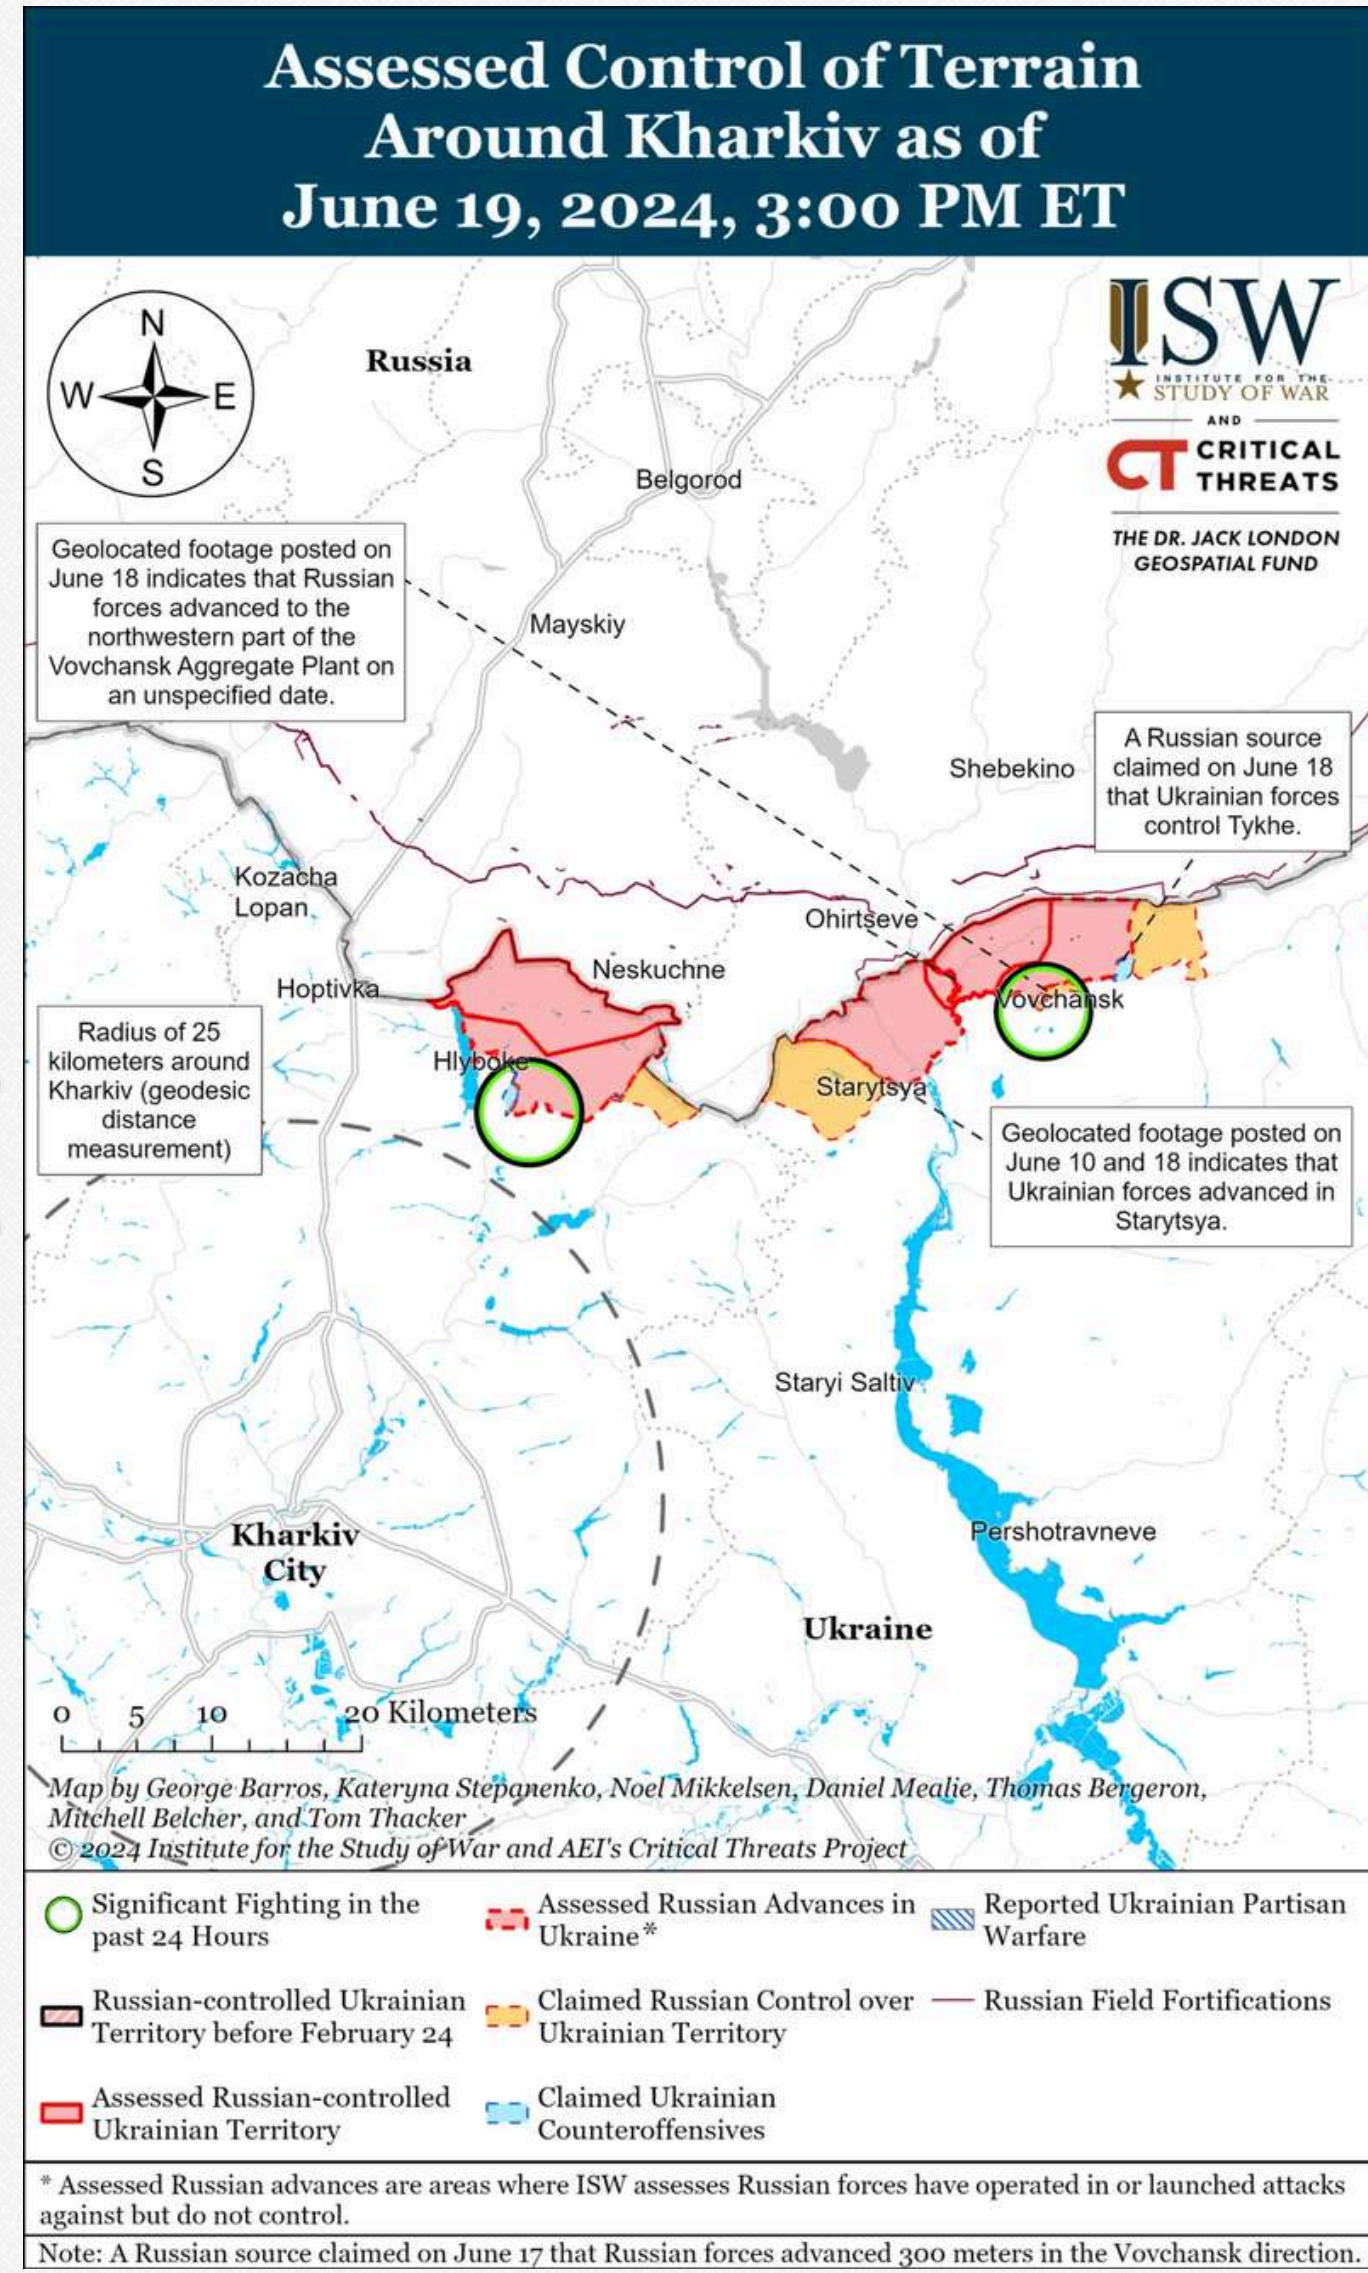 Assessed Control of Terrain
Around Kharkiv as of
June 19, 2024, 3:00 PM ET
N
W
E
S
Russia
ISW
INSTITUTE FOR THE
STUDY OF WAR
AND
CT CRITICAL
THREATS
THE DR. JACK LONDON
GEOSPATIAL FUND
Belgorod
Geolocated footage posted on
June 18 indicates that Russian
forces advanced to the
northwestern part of the
Vovchansk Aggregate Plant on
an unspecified date.
Mayskiy
Shebekino
A Russian source
claimed on June 18
that Ukrainian forces
control Tykhe.
Kozacha
Lopan
Ohirtseve
Neskuchne
Hoptivka
Vovchansk
Radius of 25
kilometers around
Kharkiv (geodesic
distance
measurement)
Hlyboke
Starytsya
Geolocated footage posted on
June 10 and 18 indicates that
Ukrainian forces advanced in
Starytsya.
Staryi Saltiv
Pershotravneve
Kharkiv
City
Ukraine
0 5 10 20 Kilometers
Map by George Barros, Kateryna Stepanenko, Noel Mikkelsen, Daniel Mealie, Thomas Bergeron,
Mitchell Belcher, and Tom Thacker
© 2024 Institute for the Study of War and AEI's Critical Threats Project
Significant Fighting in the
past 24 Hours
Russian-controlled Ukrainian
Territory before February 24
Assessed Russian-controlled
Ukrainian Territory
Assessed Russian Advances in
Ukraine*
Claimed Russian Control over
Ukrainian Territory
Claimed Ukrainian
Counteroffensives
Reported Ukrainian Partisan
Warfare
Russian Field Fortifications
* Assessed Russian advances are areas where ISW assesses Russian forces have operated in or launched attacks
against but do not control.
Note: A Russian source claimed on June 17 that Russian forces advanced 300 meters in the Vovchansk direction.